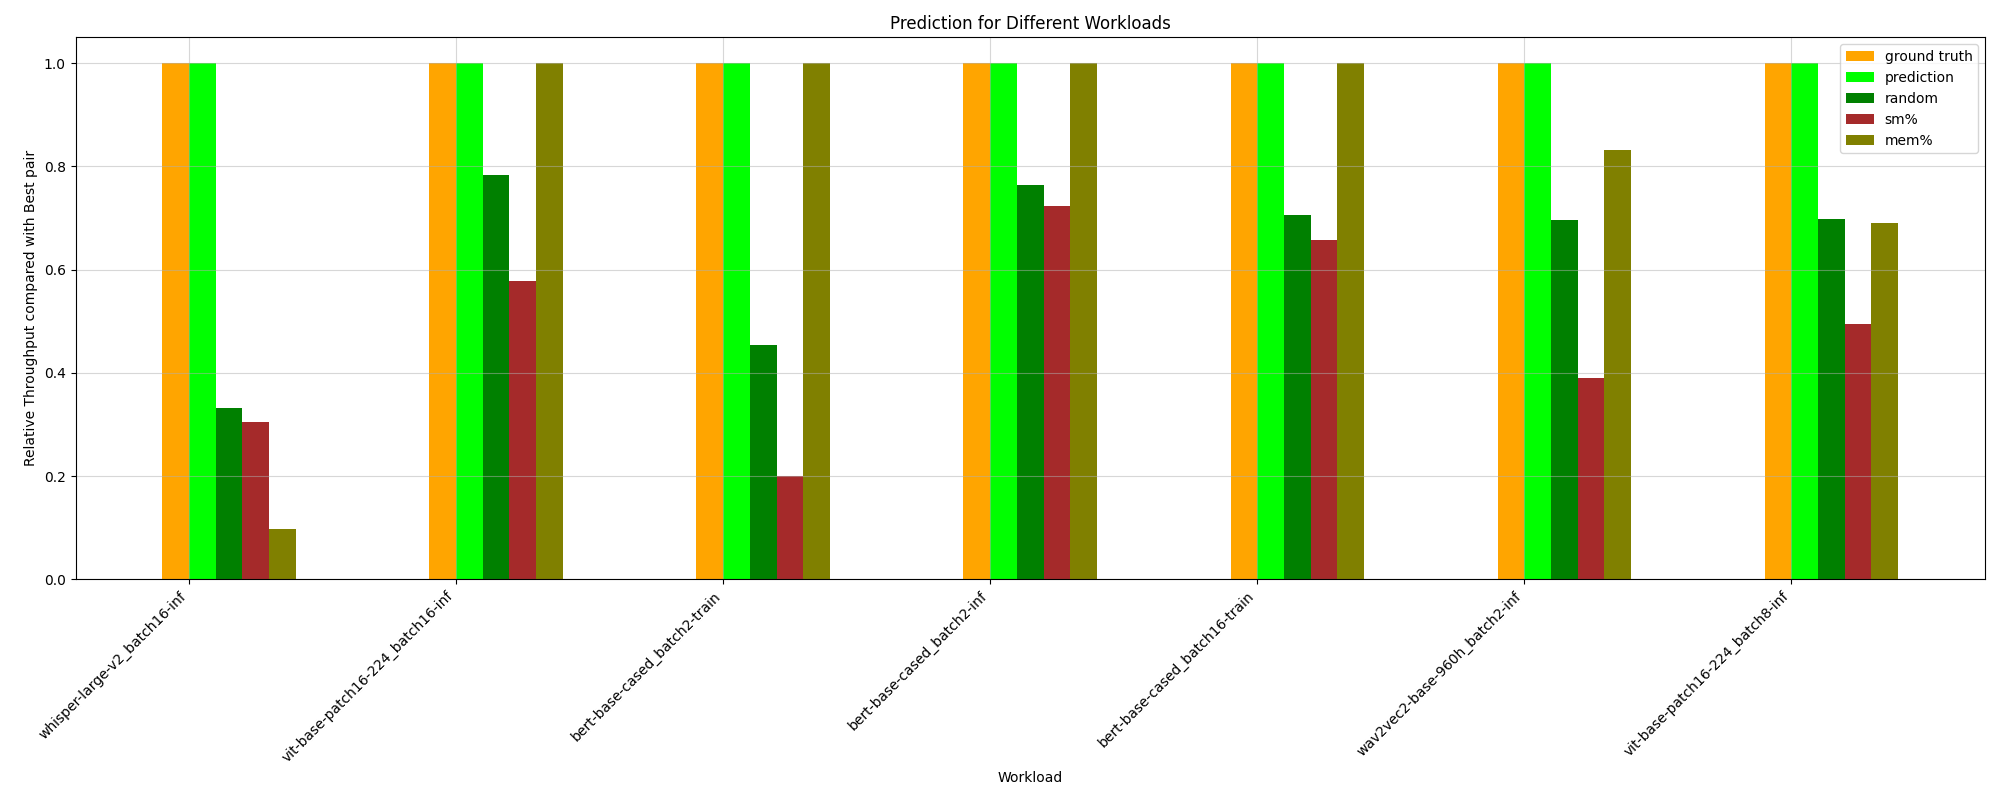 Prediction for Different Workloads
Relative Throughput compared with Best pair
1.0
0.8
0.6
0.4
0.2
0.0
ground truth
prediction
random
sm%
mem%
whisper-large-v2_batch16-inf
vit-base-patch16-224_batch16-inf
bert-base-cased_batch2-train
bert-base-cased_batch2-inf
bert-base-cased_batch16-train
wav2vec2-base-960h_batch2-inf
vit-base-patch16-224_batch8-inf
Workload